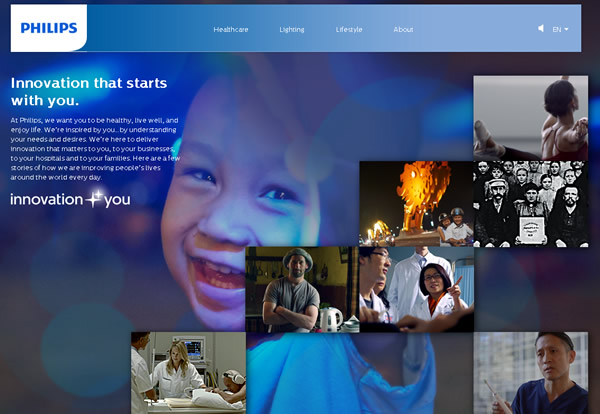 PHILIPS
Healthcare Lighting Lifestyle About EN
Innovation that starts
with you.
At Philips, we want you to be healthy, live well, and
enjoy life. We're inspired by you...by understanding
your needs and desires. We're here to deliver
innovation that matters to you, to your businesses,
to your hospitals and to your families. Here are a few
stories of how we are improving people's lives
around the world every day.
innovation you